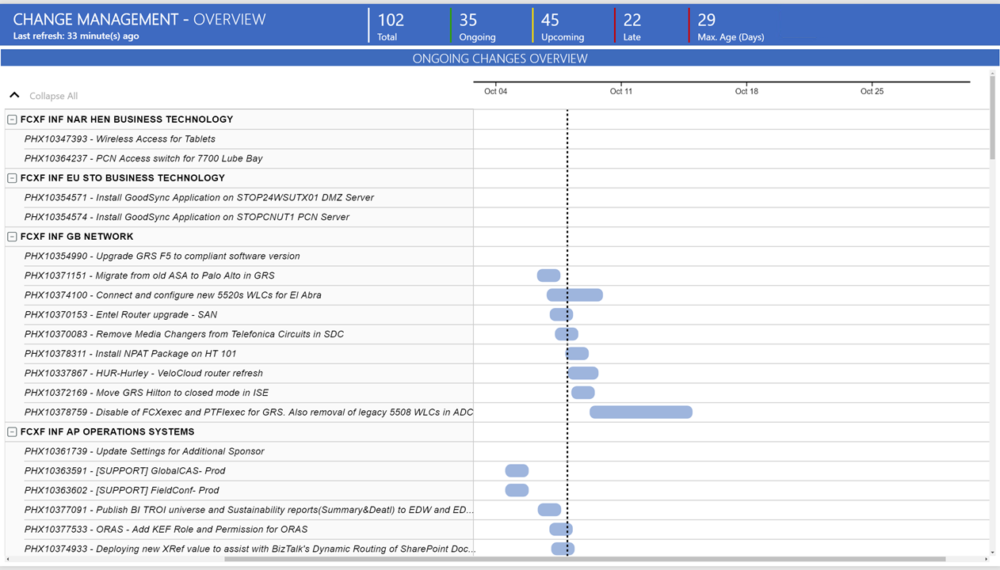 CHANGE MANAGEMENT - OVERVIEW
Last refresh: 33 minute(s) ago
102
Total
35
Ongoing
45
Upcoming
22
Late
29
Max. Age (Days)
ONGOING CHANGES OVERVIEW
Collapse All
Oct 04 Oct 11 Oct 18 Oct 25
FCXF INF NAR HEN BUSINESS TECHNOLOGY
PHX10347393 - Wireless Access for Tablets
PHX10364237 - PCN Access switch for 7700 Lube Bay
FCXF INF EU STO BUSINESS TECHNOLOGY
PHX10354571 - Install GoodSync Application on STOP24WSUTX01 DMZ Server
PHX10354574 - Install GoodSync Application on STOPCNUT1 PCN Server
FCXF INF GB NETWORK
PHX10354990 - Upgrade GRS F5 to compliant software version
PHX10371151 - Migrate from old ASA to Palo Alto in GRS
PHX10374100 - Connect and configure new 5520s WLCs for El Abra
PHX10370153 - Entel Router upgrade - SAN
PHX10370083 - Remove Media Changers from Telefonica Circuits in SDC
PHX10378311 - Install NPAT Package on HT 101
PHX10337867 - HUR-Hurley - VeloCloud router refresh
PHX10372169 - Move GRS Hilton to closed mode in ISE
PHX10378759 - Disable of FCXexec and PTFIexec for GRS. Also removal of legacy 5508 WLCs in ADC
FCXF INF AP OPERATIONS SYSTEMS
PHX10361739 - Update Settings for Additional Sponsor
PHX10363591 - [SUPPORT] GlobalCAS- Prod
PHX10363602 - [SUPPORT] FieldConf- Prod
PHX10377091 - Publish BI TROI universe and Sustainability reports(Summary&Deatl) to EDW and ED...
PHX10377533 - ORAS - Add KEF Role and Permission for ORAS
PHX10374933 - Deploying new XRef value to assist with BizTalk's Dynamic Routing of SharePoint Doc...